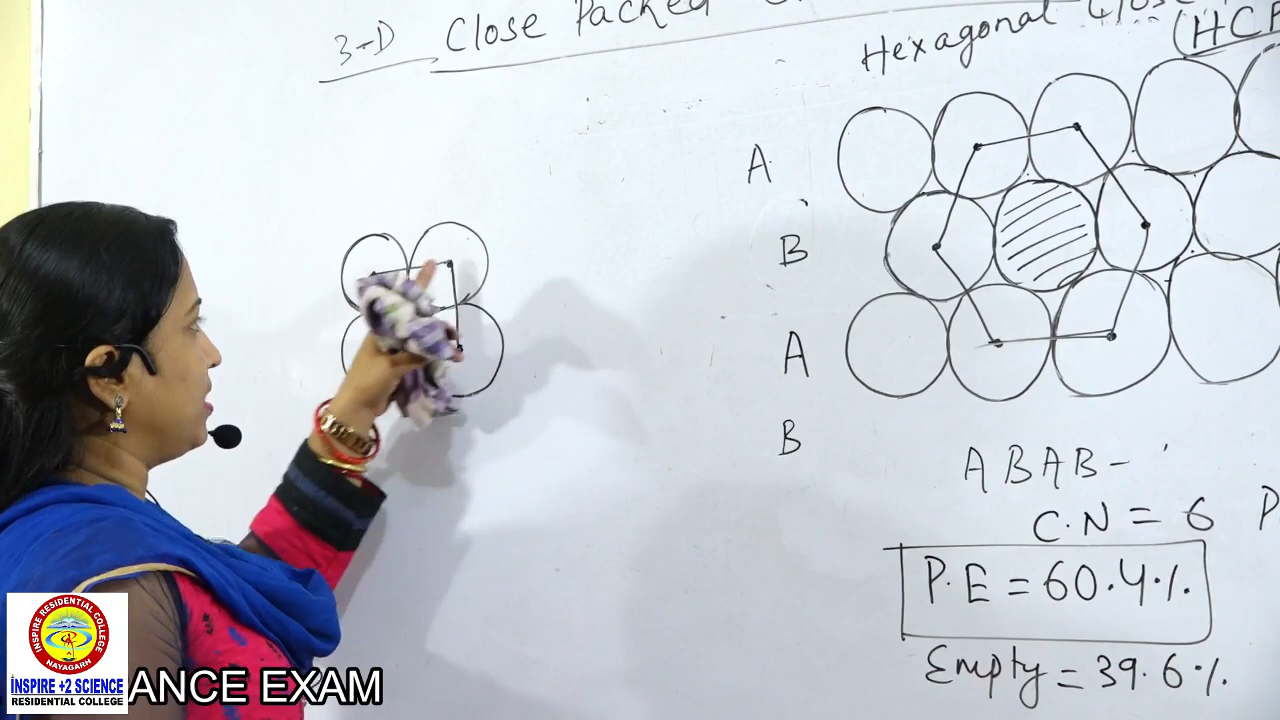 3-D Close Packed
Hexagonal Close
(HCP
A
B
A
B
A B A B -
C.N = 6
P
P.E = 60.4%.
Empty = 39.6%.
INSPIRE RESIDENTIAL COLLEGE
NAYAGARH
INSPIRE +2 SCIENCE
RESIDENTIAL COLLEGE
ANCE EXAM